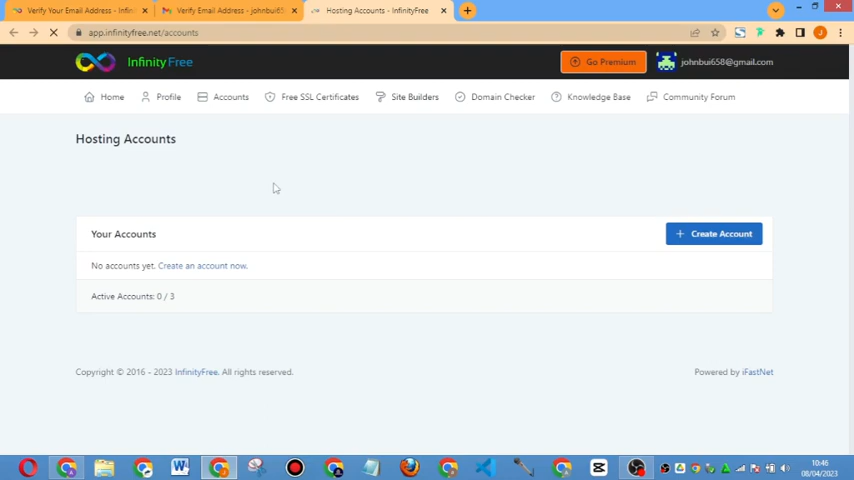 Verify Your Email Address - Infini
Verify Email Address - johnbui65
Hosting Accounts - InfinityFree
app.infinityfree.net/accounts
InfinityFree
Go Premium
johnbui658@gmail.com
Home
Profile
Accounts
Free SSL Certificates
Site Builders
Domain Checker
Knowledge Base
Community Forum
Hosting Accounts
Your Accounts
Create Account
No accounts yet. Create an account now.
Active Accounts: 0 / 3
Copyright © 2016 - 2023 InfinityFree. All rights reserved.
Powered by iFastNet
10:46
08/04/2023